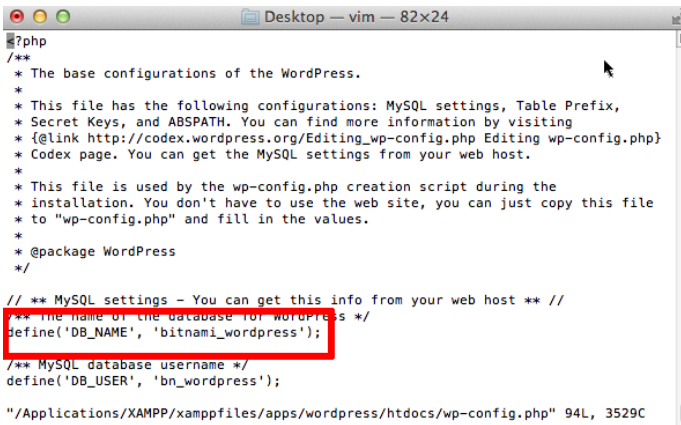 Desktop — vim — 82×24
<?php
/**
 * The base configurations of the WordPress.
 *
 * This file has the following configurations: MySQL settings, Table Prefix,
 * Secret Keys, and ABSPATH. You can find more information by visiting
 * {@link http://codex.wordpress.org/Editing_wp-config.php Editing wp-config.php}
 * Codex page. You can get the MySQL settings from your web host.
 *
 * This file is used by the wp-config.php creation script during the
 * installation. You don't have to use the web site, you can just copy this file
 * to "wp-config.php" and fill in the values.
 *
 * @package WordPress
 */
// ** MySQL settings - You can get this info from your web host ** //
/** The name of the database for WordPress */
define('DB_NAME', 'bitnami_wordpress');
/** MySQL database username */
define('DB_USER', 'bn_wordpress');
"/Applications/XAMPP/xamppfiles/apps/wordpress/htdocs/wp-config.php" 94L, 3529C